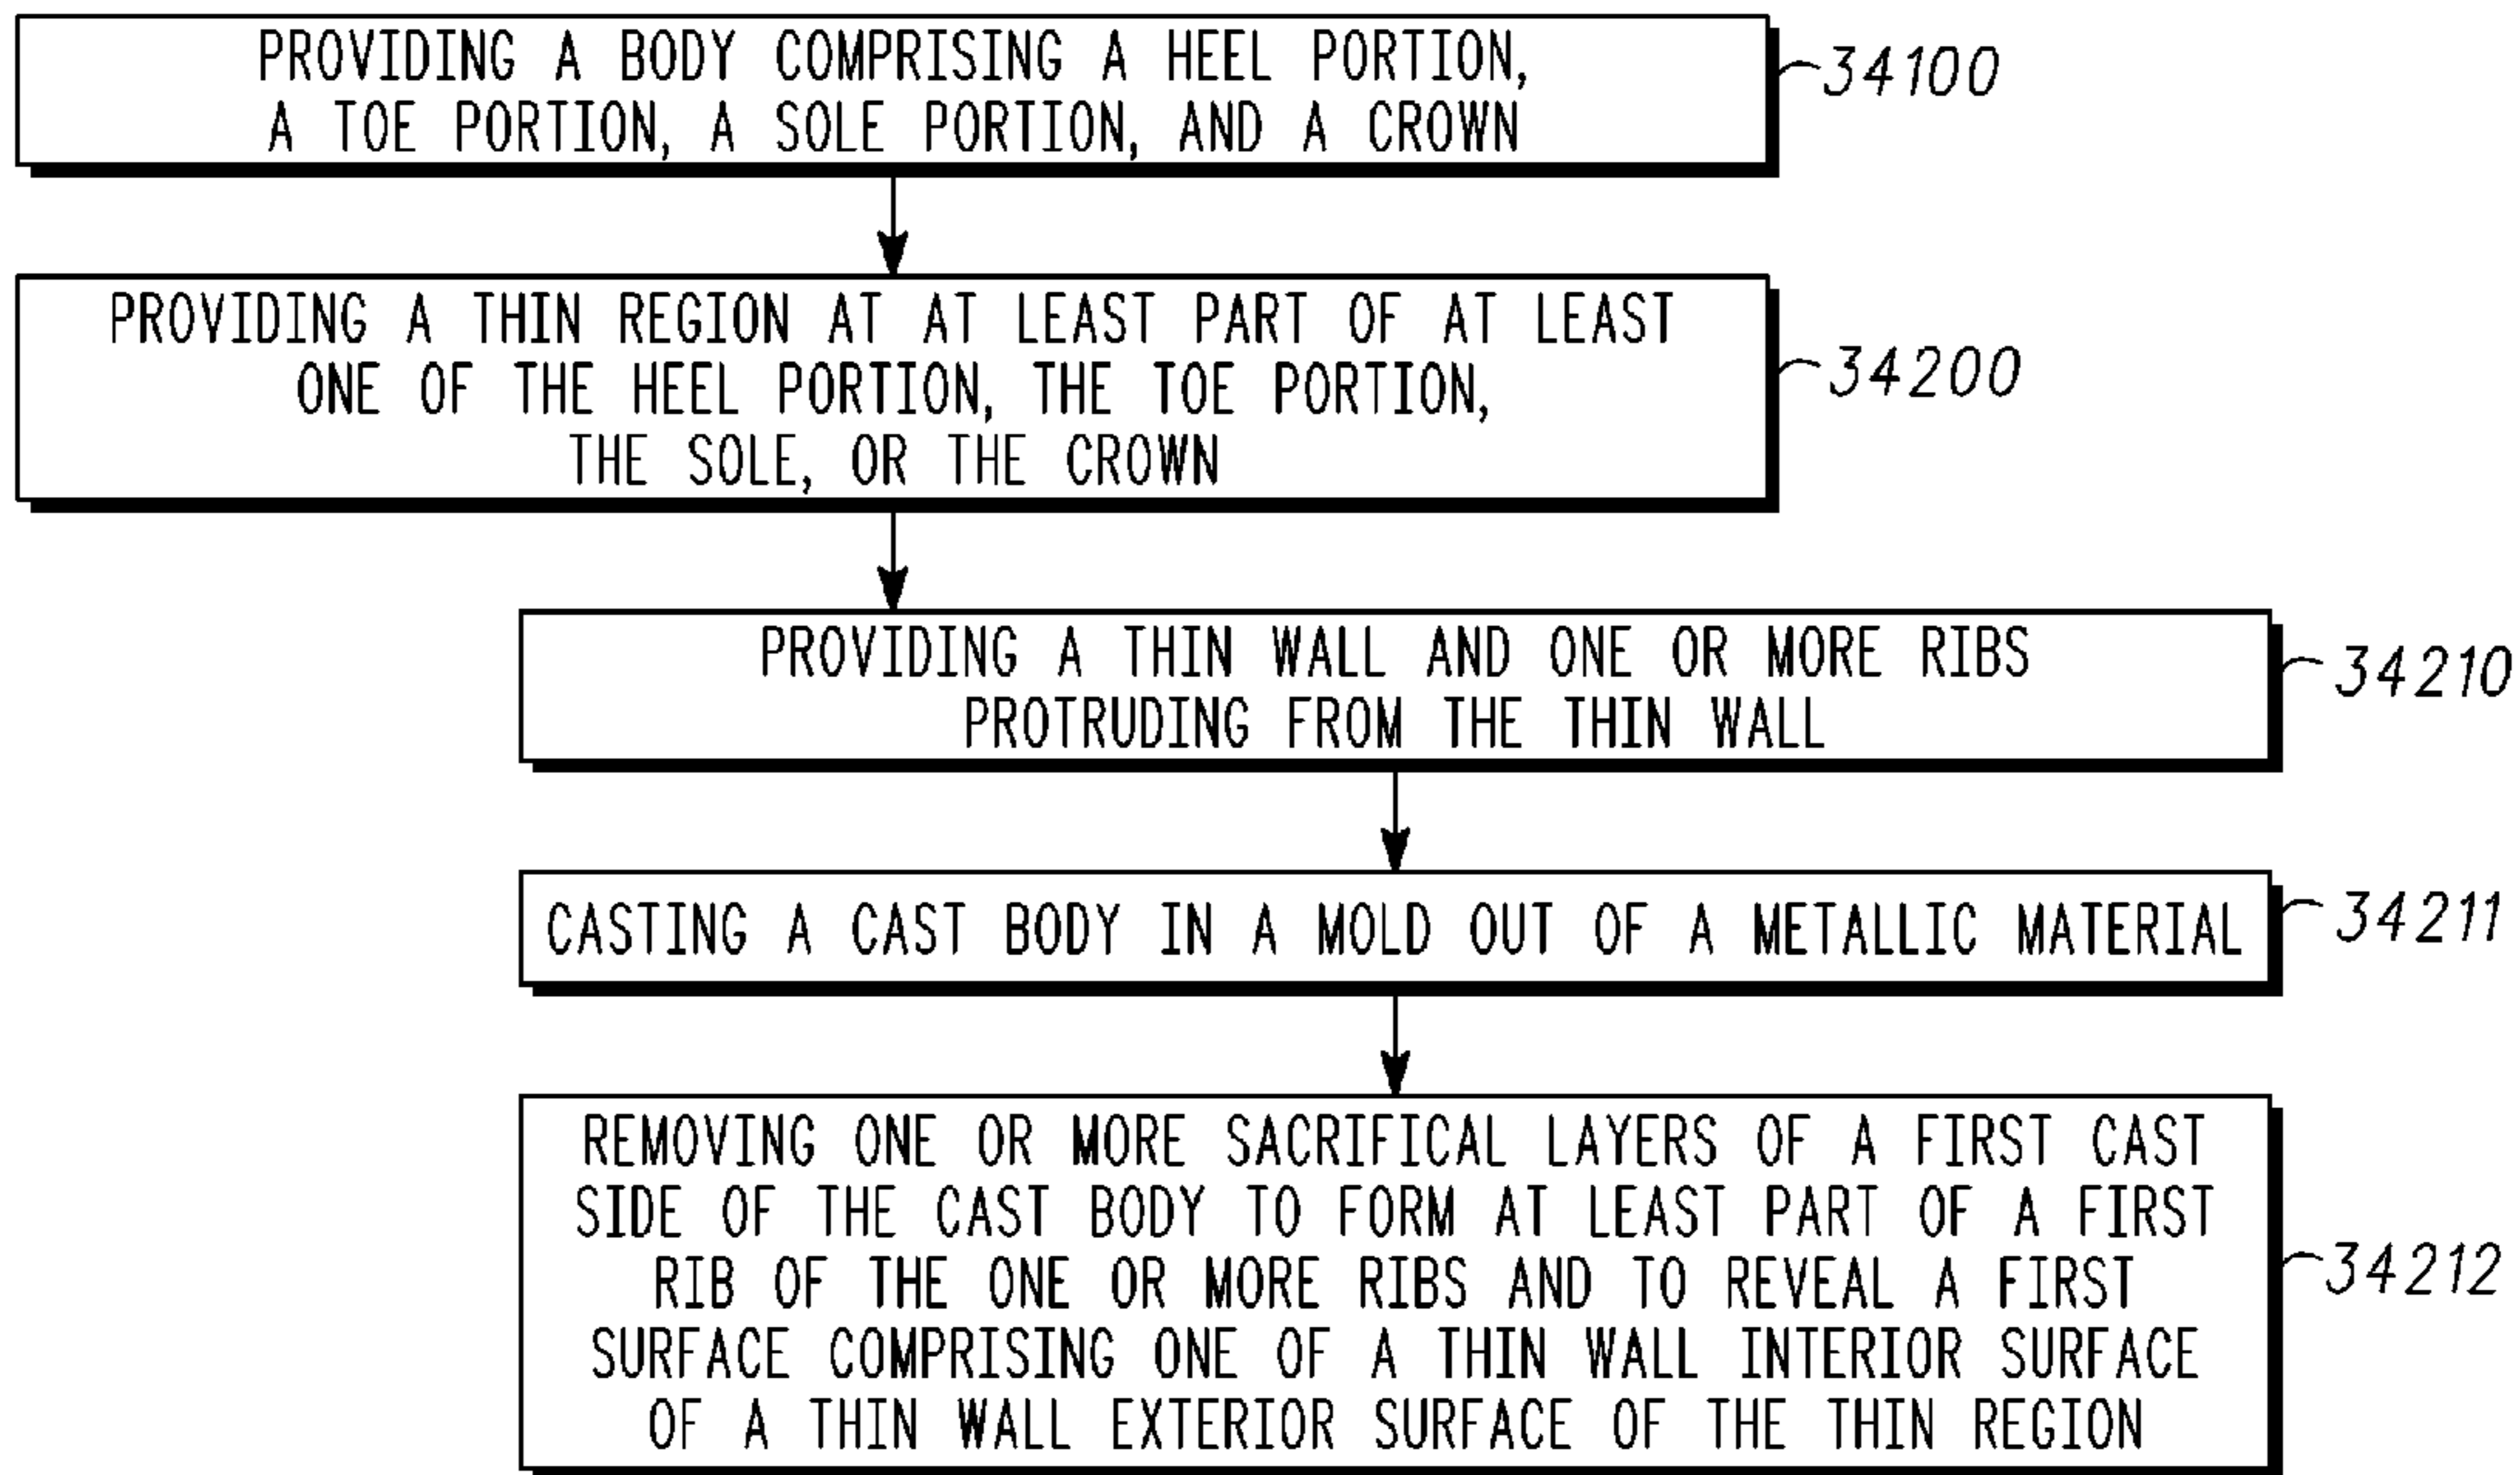 PROVIDING A BODY COMPRISING A HEEL PORTION,
A TOE PORTION, A SOLE PORTION, AND A CROWN
34100
PROVIDING A THIN REGION AT AT LEAST PART OF AT LEAST
ONE OF THE HEEL PORTION, THE TOE PORTION,
THE SOLE, OR THE CROWN
34200
PROVIDING A THIN WALL AND ONE OR MORE RIBS
PROTRUDING FROM THE THIN WALL
34210
CASTING A CAST BODY IN A MOLD OUT OF A METALLIC MATERIAL
34211
REMOVING ONE OR MORE SACRIFICAL LAYERS OF A FIRST CAST
SIDE OF THE CAST BODY TO FORM AT LEAST PART OF A FIRST
RIB OF THE ONE OR MORE RIBS AND TO REVEAL A FIRST
SURFACE COMPRISING ONE OF A THIN WALL INTERIOR SURFACE
OF A THIN WALL EXTERIOR SURFACE OF THE THIN REGION
34212